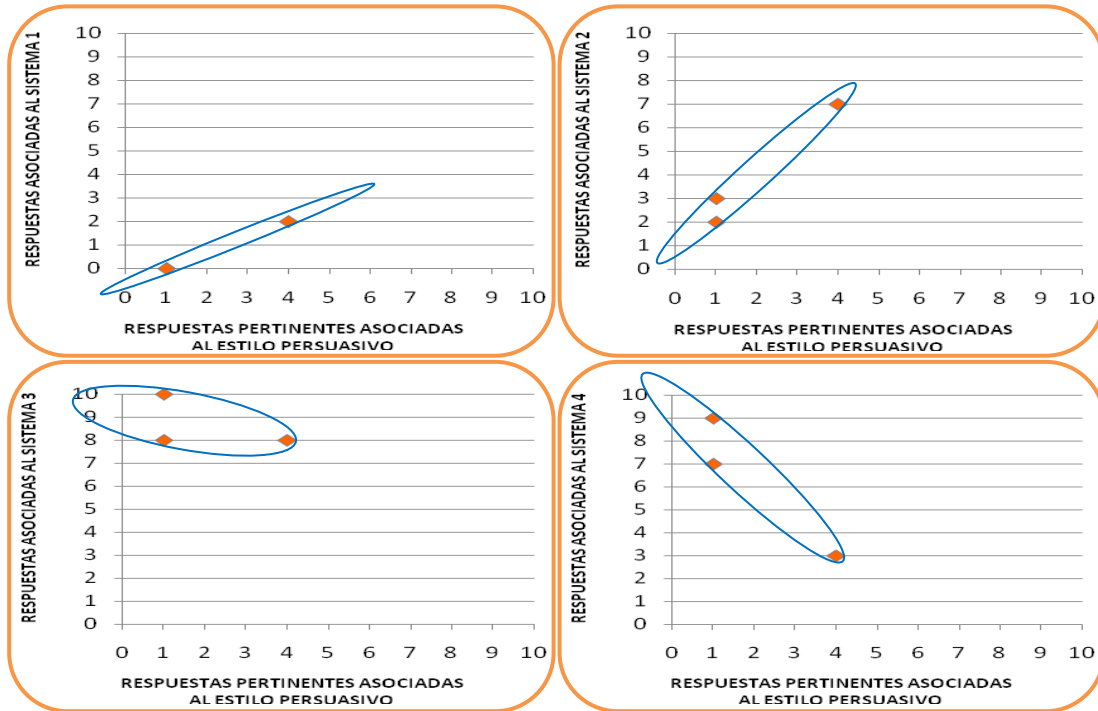 RESPUESTAS ASOCIADAS AL SISTEMA 1
10
9
8
7
6
5
4
3
2
1
0
0 1 2 3 4 5 6 7 8 9 10
RESPUESTAS PERTINENTES ASOCIADAS
AL ESTILO PERSUASIVO
RESPUESTAS ASOCIADAS AL SISTEMA 2
10
9
8
7
6
5
4
3
2
1
0
0 1 2 3 4 5 6 7 8 9 10
RESPUESTAS PERTINENTES ASOCIADAS
AL ESTILO PERSUASIVO
RESPUESTAS ASOCIADAS AL SISTEMA 3
10
9
8
7
6
5
4
3
2
1
0
0 1 2 3 4 5 6 7 8 9 10
RESPUESTAS PERTINENTES ASOCIADAS
AL ESTILO PERSUASIVO
RESPUESTAS ASOCIADAS AL SISTEMA 4
10
9
8
7
6
5
4
3
2
1
0
0 1 2 3 4 5 6 7 8 9 10
RESPUESTAS PERTINENTES ASOCIADAS
AL ESTILO PERSUASIVO